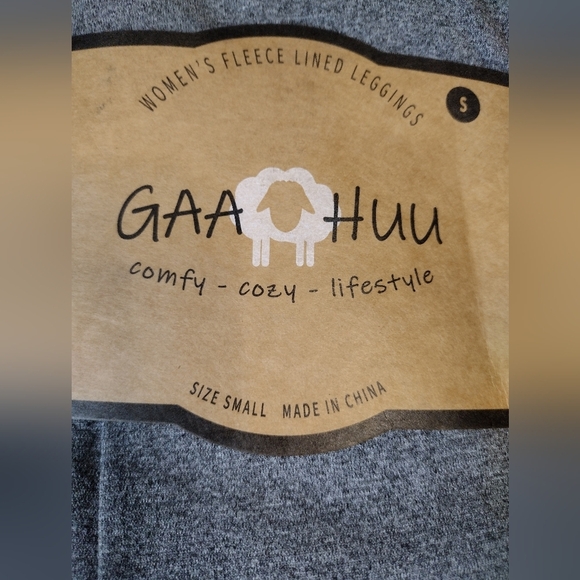 WOMEN'S FLEECE LINED LEGGINGS
S
GAA HUU
comfy - cozy - lifestyle
SIZE SMALL MADE IN CHINA